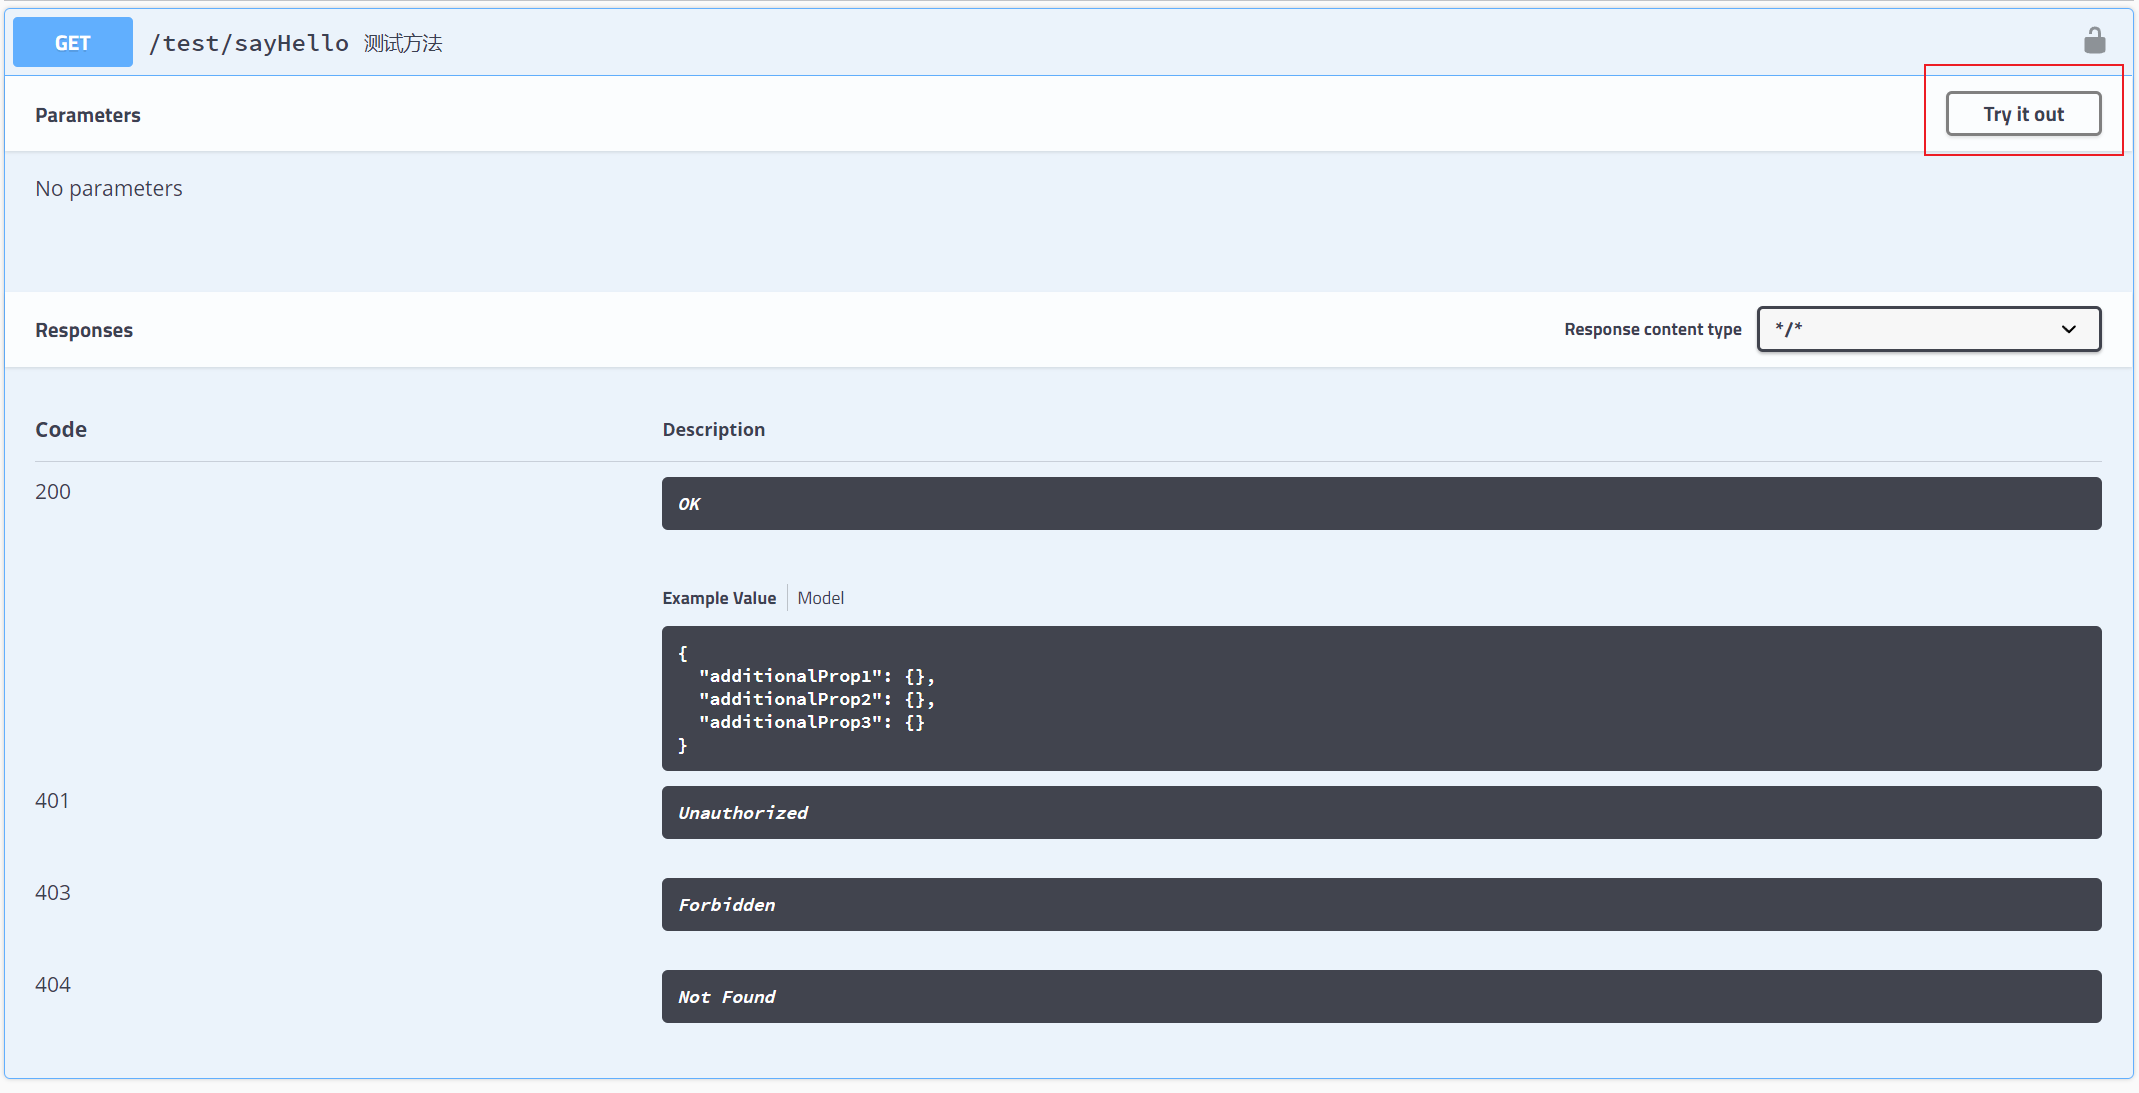 GET /test/sayHello 测试方法
Parameters
Try it out
No parameters
Responses
Response content type */*
Code Description
200 OK
Example Value Model
{
  "additionalProp1": {},
  "additionalProp2": {},
  "additionalProp3": {}
}
401 Unauthorized
403 Forbidden
404 Not Found